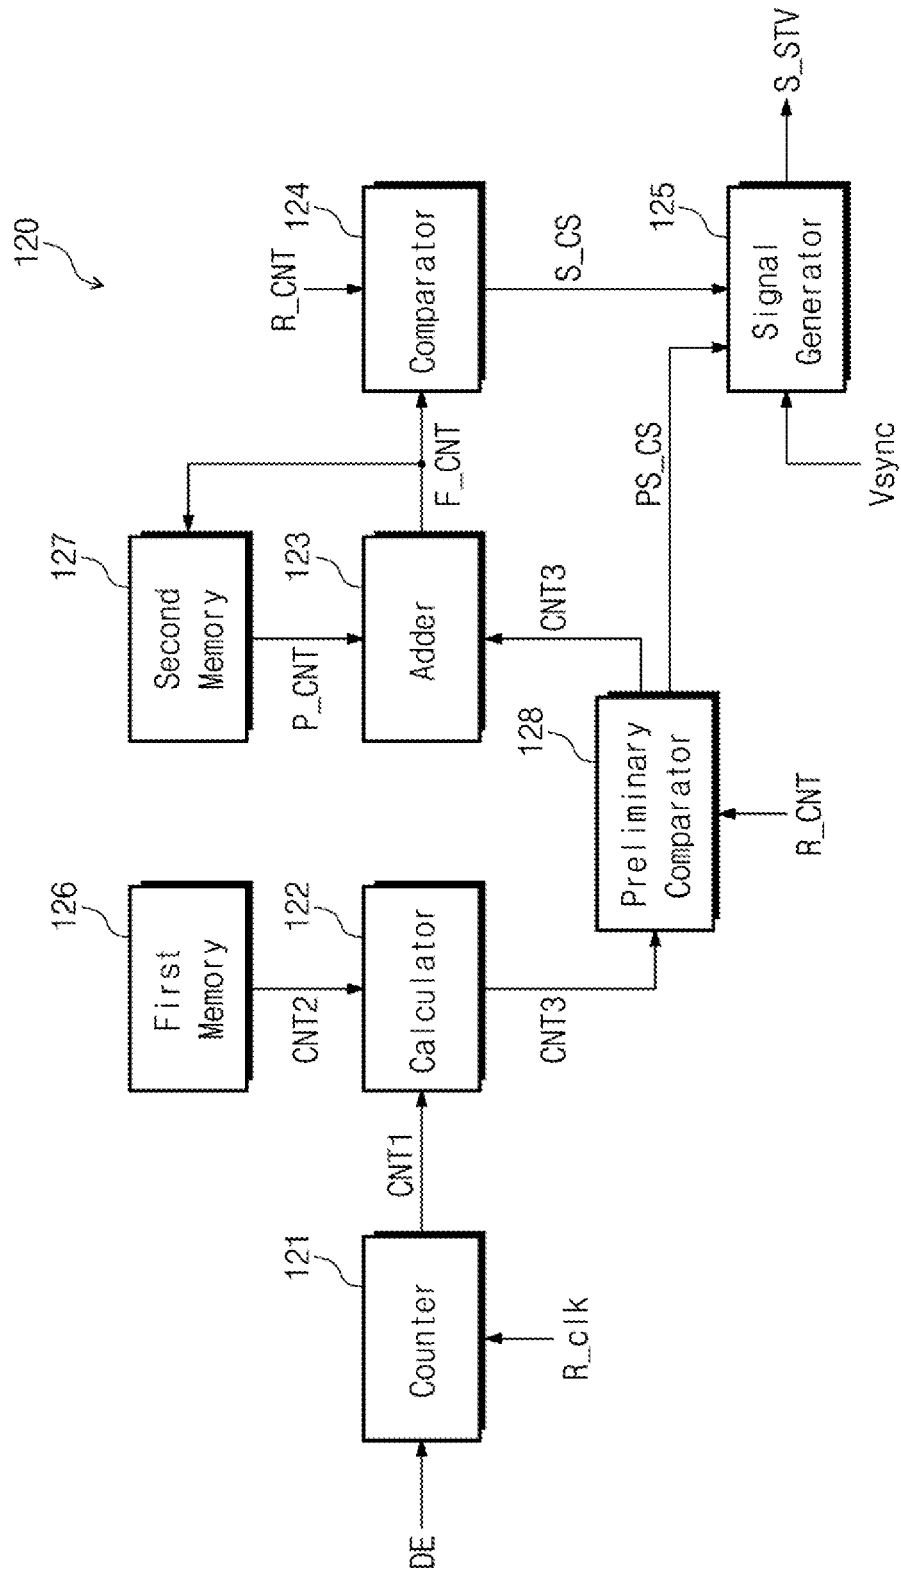 120
126
First
Memory
127
Second
Memory
CNT2
P_CNT
R_CNT
121
122
123
124
DE
Counter
CNT1
Calculator
Adder
F_CNT
Comparator
R_clk
CNT3
CNT3
S_CS
128
Preliminary
Comparator
PS_CS
125
Signal
Generator
S_STV
R_CNT
Vsync